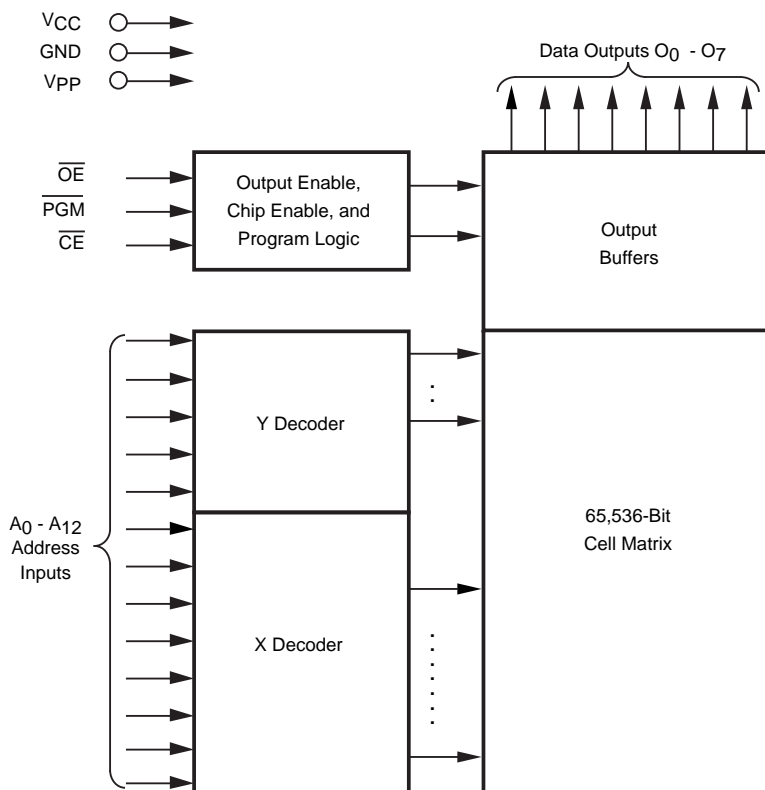 VCC
GND
VPP
Data Outputs O0 - O7
OE
PGM
CE
Output Enable,
Chip Enable, and
Program Logic
Output
Buffers
Y Decoder
A0 - A12
Address
Inputs
65,536-Bit
Cell Matrix
X Decoder